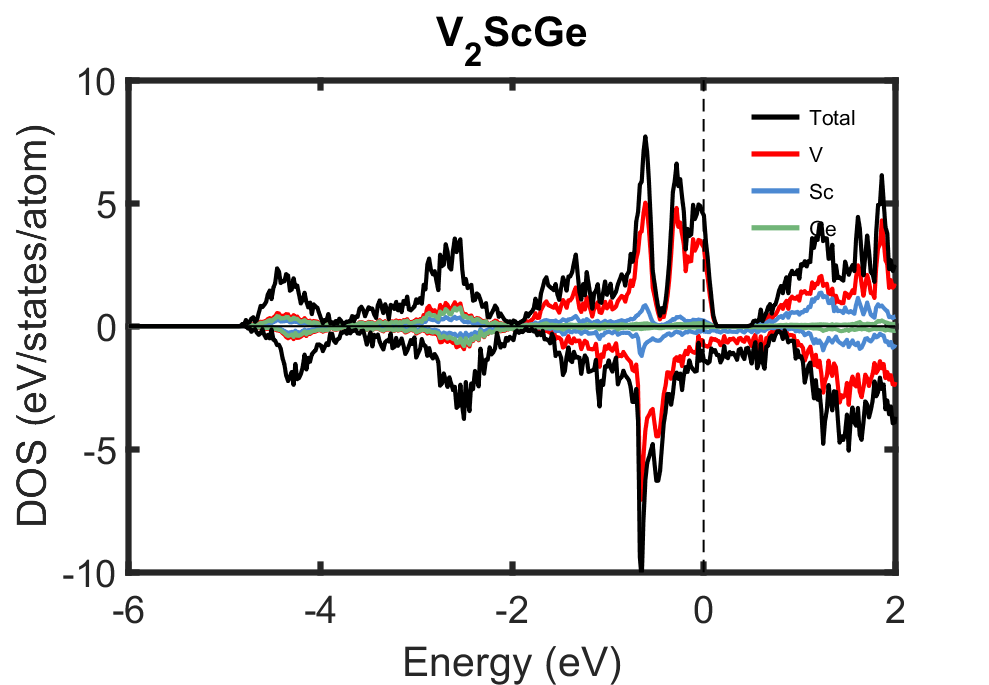 V2ScGe
10
5
0
-5
-10
DOS (eV/states/atom)
Total
V
Sc
Ge
-6
-4
-2
0
2
Energy (eV)